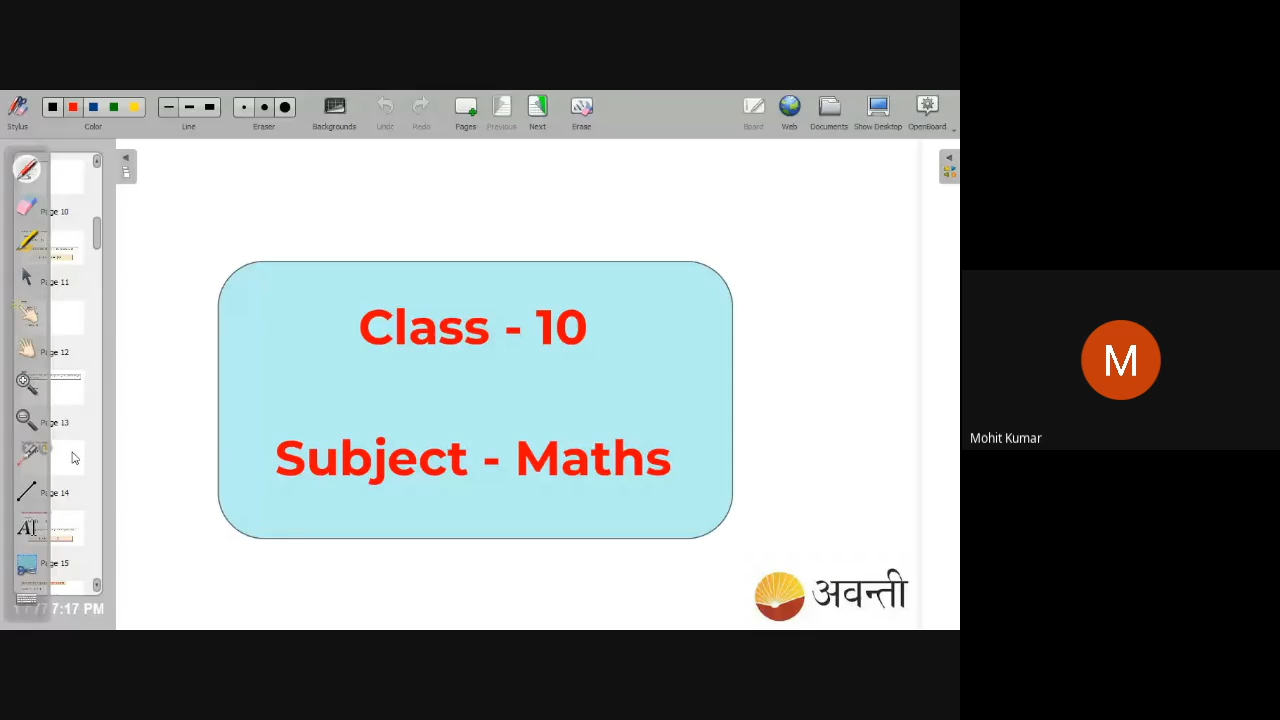 Stylus Color Line Eraser Backgrounds Undo Redo Pages Previous Next Erase Board Web Documents Show Desktop OpenBoard
Page 10
Page 11
Page 12
Page 13
Page 14
Page 15
7:17 PM
Class - 10
Subject - Maths
अवन्ती
M
Mohit Kumar